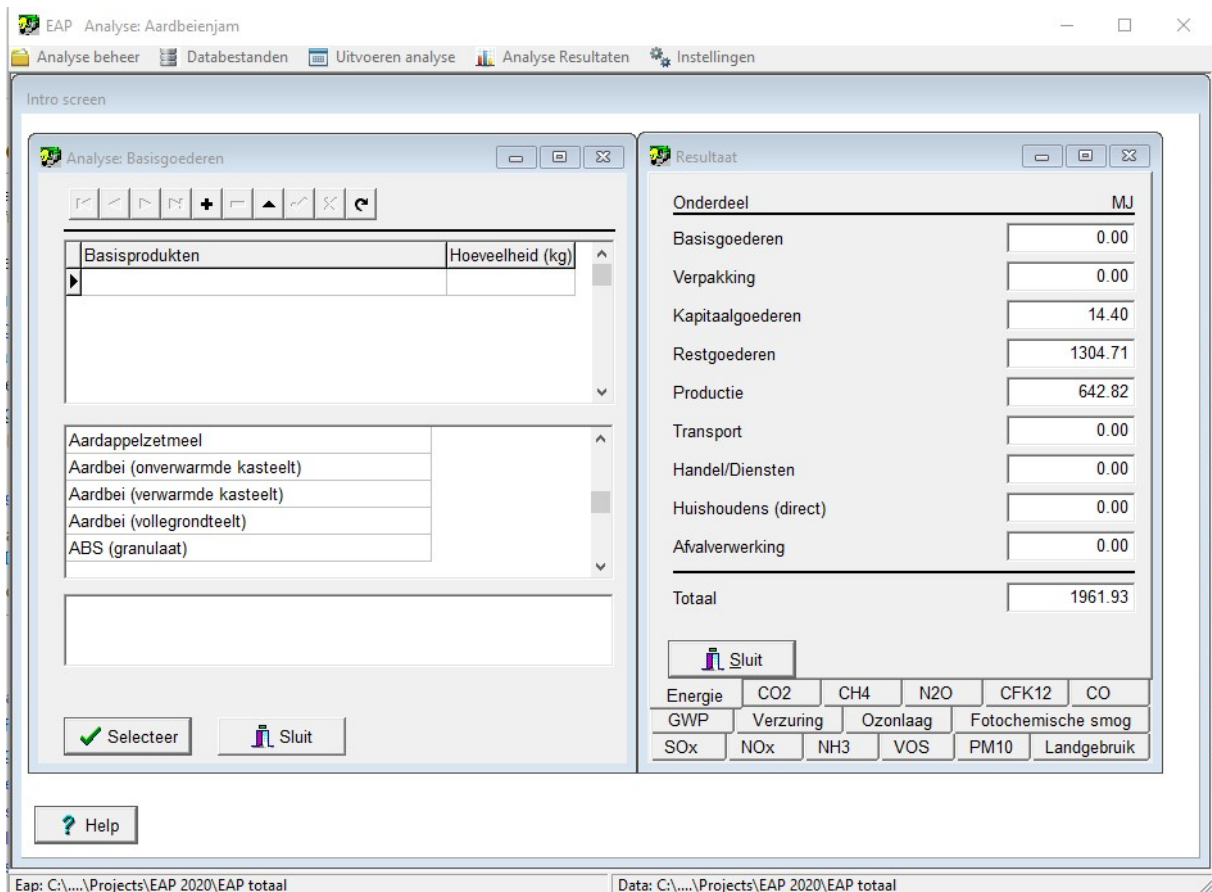 EAP Analyse: Aardbeienjam
Analyse beheer Databestanden Uitvoeren analyse Analyse Resultaten Instellingen
Intro screen
Analyse: Basisgoederen
Basisprodukten Hoeveelheid (kg)
Aardappelzetmeel
Aardbei (onverwarmde kasteelt)
Aardbei (verwarmde kasteelt)
Aardbei (vollegrondteelt)
ABS (granulaat)
Selecteer Sluit
Resultaat
Onderdeel MJ
Basisgoederen 0.00
Verpakking 0.00
Kapitaalgoederen 14.40
Restgoederen 1304.71
Productie 642.82
Transport 0.00
Handel/Diensten 0.00
Huishoudens (direct) 0.00
Afvalverwerking 0.00
Totaal 1961.93
Sluit
Energie CO2 CH4 N2O CFK12 CO
GWP Verzuring Ozonlaag Fotochemische smog
SOx NOx NH3 VOS PM10 Landgebruik
? Help
Eap: C:\....\Projects\EAP 2020\EAP totaal Data: C:\....\Projects\EAP 2020\EAP totaal